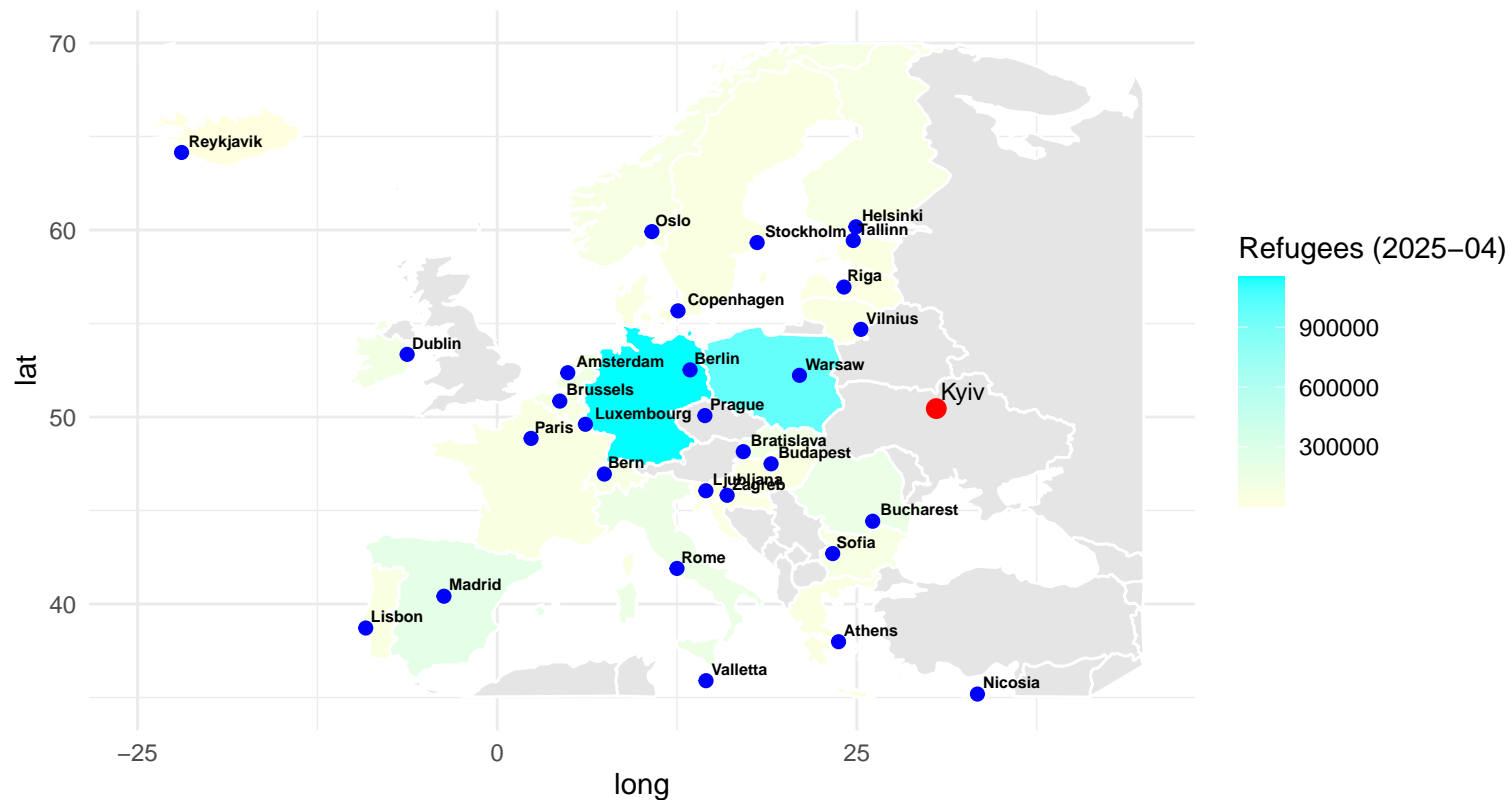 70
60
50
40
lat
−25
0
25
long
Reykjavik
Oslo
Helsinki
Stockholm
Tallinn
Riga
Copenhagen
Vilnius
Dublin
Amsterdam
Berlin
Warsaw
Brussels
Kyiv
Luxembourg
Prague
Paris
Bratislava
Budapest
Bern
Ljubljana
Zagreb
Bucharest
Sofia
Rome
Madrid
Lisbon
Athens
Valletta
Nicosia
Refugees (2025−04)
900000
600000
300000